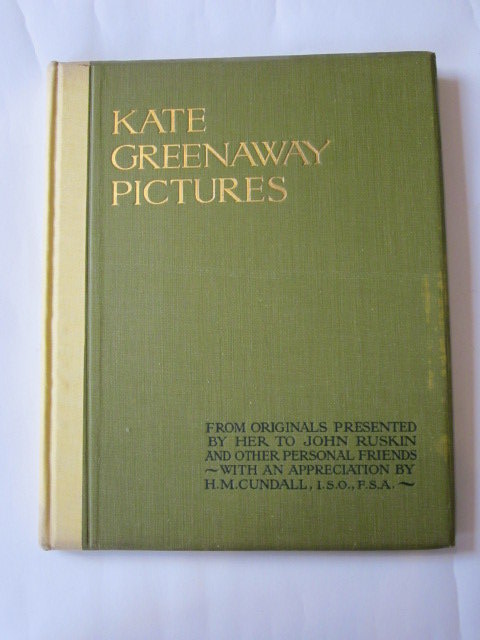 KATE
GREENAWAY
PICTURES
FROM ORIGINALS PRESENTED
BY HER TO JOHN RUSKIN
AND OTHER PERSONAL FRIENDS
~ WITH AN APPRECIATION BY
H.M.CUNDALL, I.S.O., F.S.A. ~